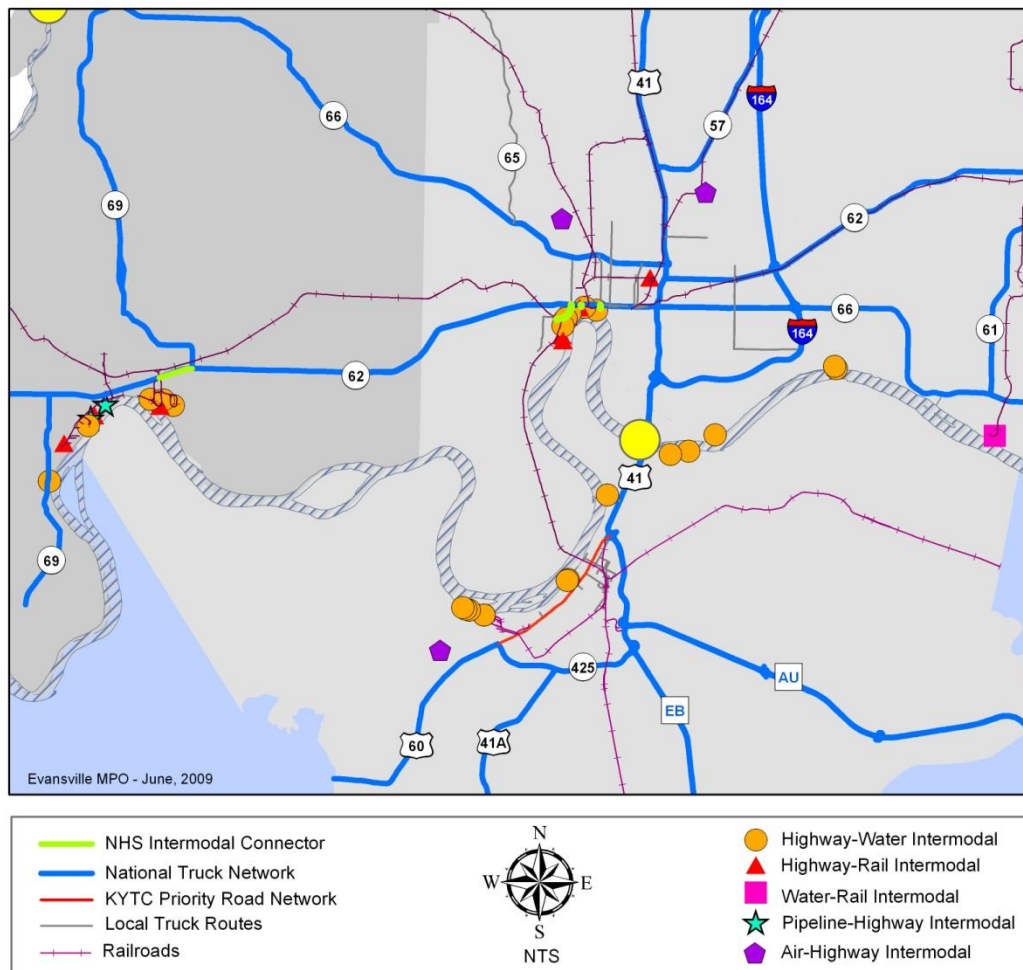 41
164
57
66
65
69
62
62
66
164
61
41
69
425
AU
EB
60
41A
Evansville MPO - June, 2009
NHS Intermodal Connector
National Truck Network
KYTC Priority Road Network
Local Truck Routes
Railroads
N
W
E
S
NTS
Highway-Water Intermodal
Highway-Rail Intermodal
Water-Rail Intermodal
Pipeline-Highway Intermodal
Air-Highway Intermodal